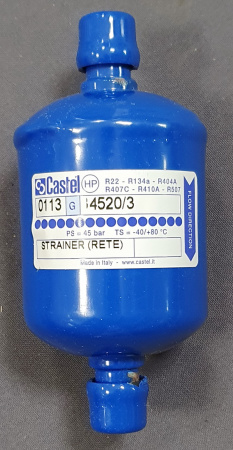 Castel HP R22 - R134a - R404A
R407C - R410A - R507
0113 G 4520/3
PS = 45 bar TS = -40/+80 °C
STRAINER (RETE)
Made in Italy - www.castel.it
FLOW DIRECTION